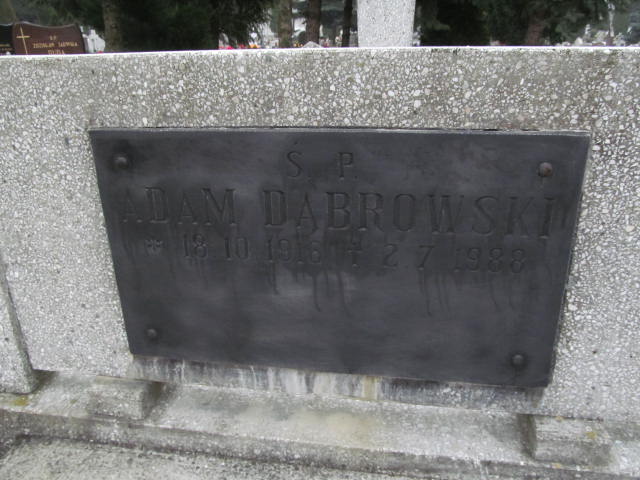 Ś. P.
ADAM DĄBROWSKI
* 18.10 1916 † 2.7 1988
Ś.P.